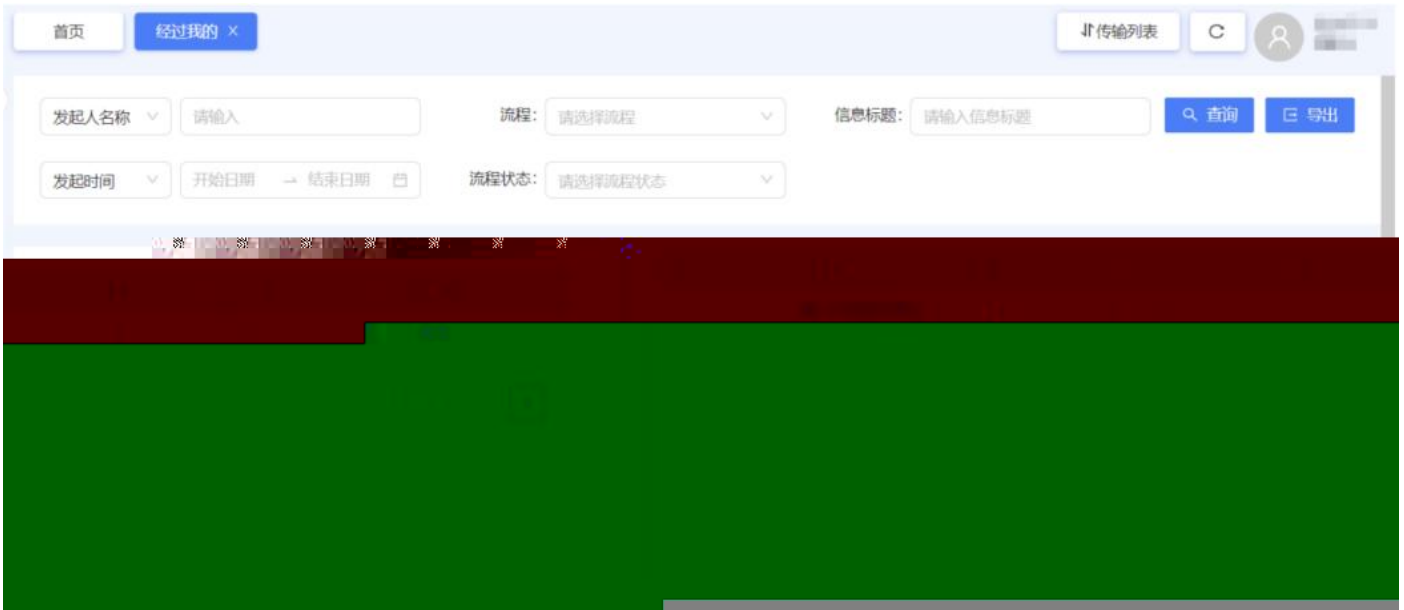 首页 经过我的 × 传输列表
发起人名称 请输入 流程: 请选择流程 信息标题: 请输入信息标题 查询 导出
发起时间 开始日期 → 结束日期 流程状态: 请选择流程状态